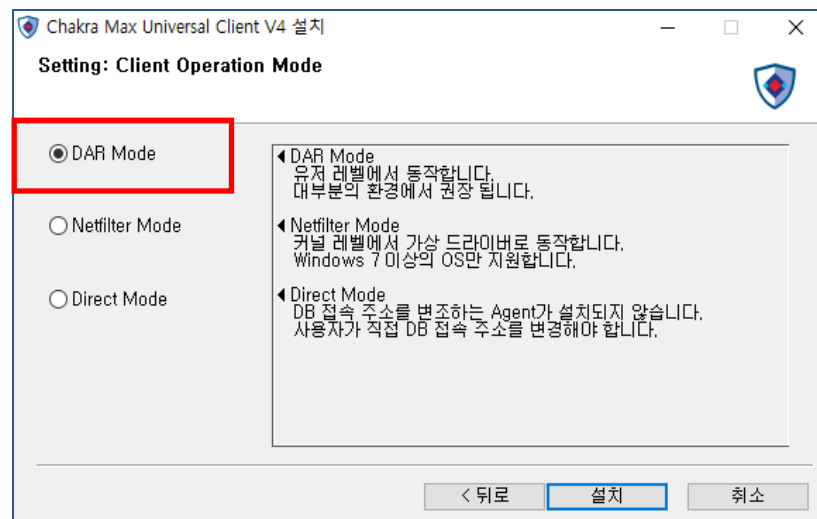 Chakra Max Universal Client V4 설치
Setting: Client Operation Mode
DAR Mode
◀ DAR Mode
유저 레벨에서 동작합니다.
대부분의 환경에서 권장 됩니다.
Netfilter Mode
◀ Netfilter Mode
커널 레벨에서 가상 드라이버로 동작합니다.
Windows 7 이상의 OS만 지원합니다.
Direct Mode
◀ Direct Mode
DB 접속 주소를 변조하는 Agent가 설치되지 않습니다.
사용자가 직접 DB 접속 주소를 변경해야 합니다.
< 뒤로
설치
취소